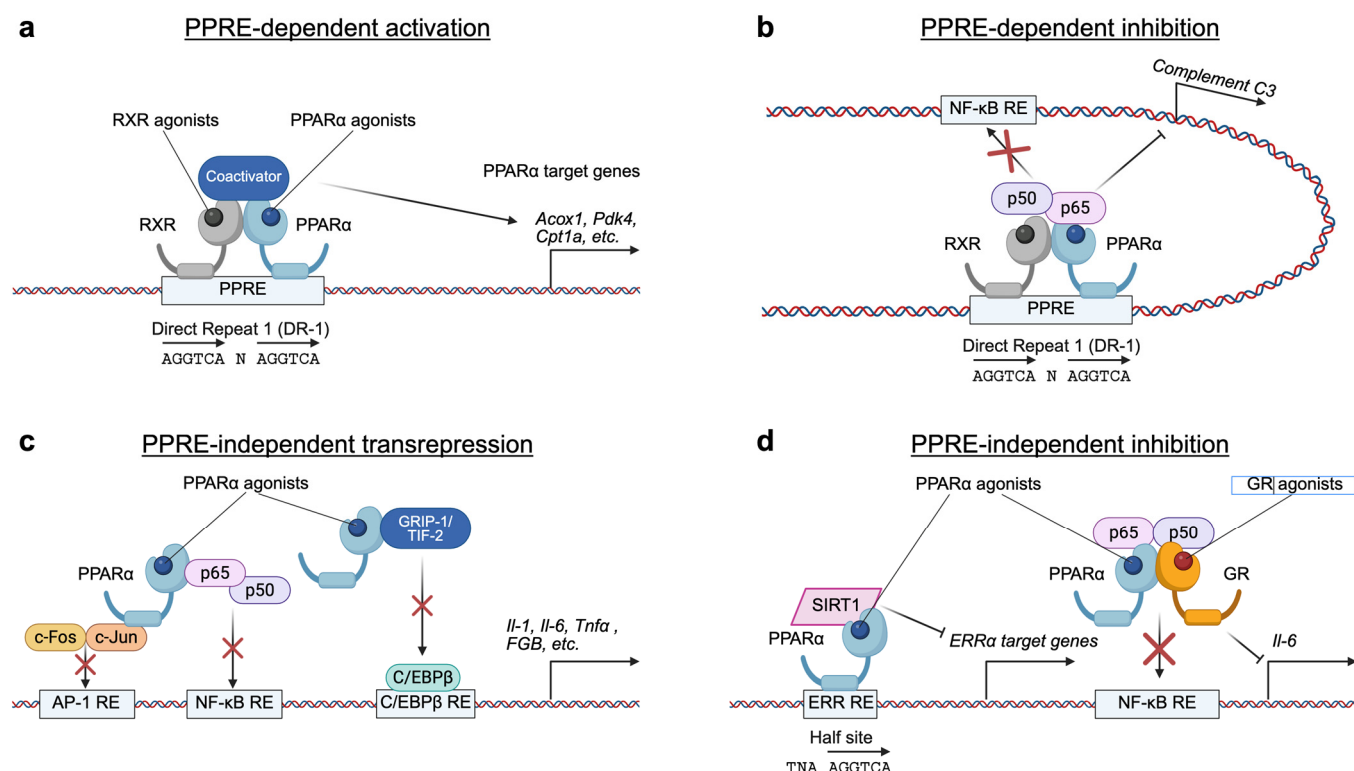 a
PPRE-dependent activation
RXR agonists
PPARα agonists
Coactivator
PPARα target genes
RXR
PPARα
Acox1, Pdk4,
Cpt1a, etc.
PPRE
Direct Repeat 1 (DR-1)
AGGTCA N AGGTCA
b
PPRE-dependent inhibition
Complement C3
NF-κB RE
p50
p65
RXR
PPARα
PPRE
Direct Repeat 1 (DR-1)
AGGTCA N AGGTCA
c
PPRE-independent transrepression
PPARα agonists
GRIP-1/
TIF-2
PPARα
p65
p50
c-Fos
c-Jun
Il-1, Il-6, Tnfα ,
FGB, etc.
C/EBPβ
AP-1 RE
NF-κB RE
C/EBPβ RE
d
PPRE-independent inhibition
PPARα agonists
GR agonists
p65
p50
PPARα
GR
SIRT1
PPARα
ERRα target genes
Il-6
ERR RE
NF-κB RE
Half site
TNA AGGTCA